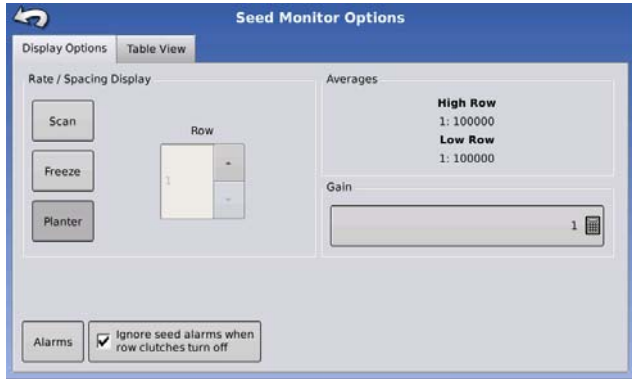 Seed Monitor Options
Display Options
Table View
Rate / Spacing Display
Scan
Freeze
Planter
Row
1
Averages
High Row
1: 100000
Low Row
1: 100000
Gain
1
Alarms
Ignore seed alarms when
row clutches turn off